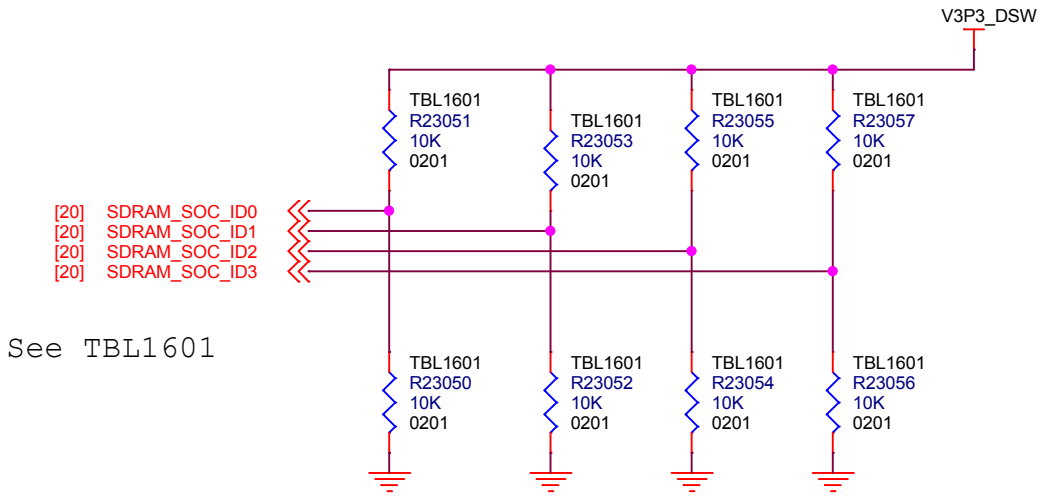 V3P3_DSW
TBL1601
R23051
10K
0201
TBL1601
R23053
10K
0201
TBL1601
R23055
10K
0201
TBL1601
R23057
10K
0201
[20] SDRAM_SOC_ID0
[20] SDRAM_SOC_ID1
[20] SDRAM_SOC_ID2
[20] SDRAM_SOC_ID3
See TBL1601
TBL1601
R23050
10K
0201
TBL1601
R23052
10K
0201
TBL1601
R23054
10K
0201
TBL1601
R23056
10K
0201